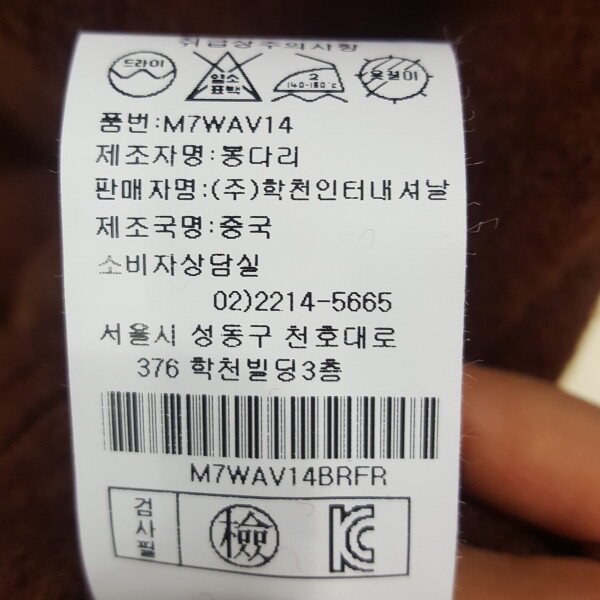 취급상주의사항
드라이 염소 표백 2 140-160℃ 옷걸이
품번:M7WAV14
제조자명:봉다리
판매자명:(주)학천인터내셔날
제조국명:중국
소비자상담실
02)2214-5665
서울시 성동구 천호대로
376 학천빌딩3층
M7WAV14BRFR
검사필 檢 KC